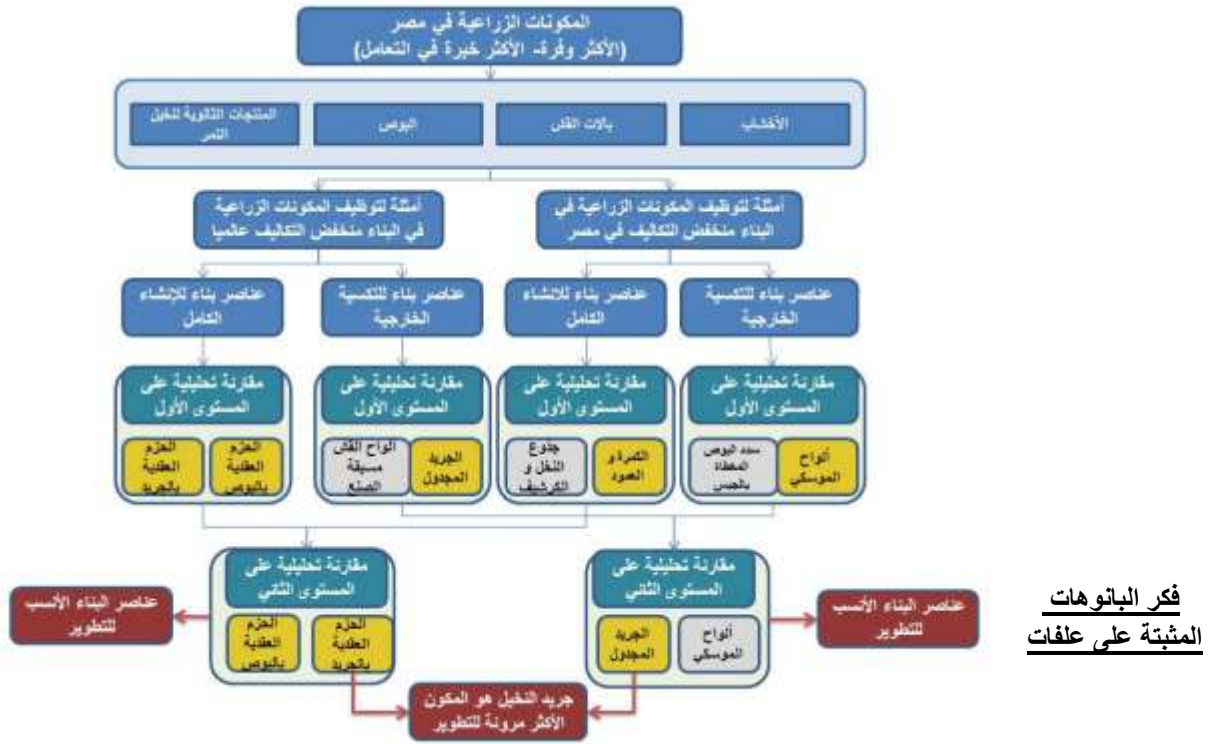 المكونات الزراعية في مصر
(الأكثر وفرة- الأكثر خبرة في التعامل)
الأخشاب
بالات القش
البوص
المنتجات الثانوية لنخيل
التمر
أمثلة لتوظيف المكونات الزراعية في
البناء منخفض التكاليف في مصر
أمثلة لتوظيف المكونات الزراعية
في البناء منخفض التكاليف عالميا
عناصر بناء للتكسية
الخارجية
عناصر بناء للانشاء
الكامل
عناصر بناء للتكسية
الخارجية
عناصر بناء للإنشاء
الكامل
مقارنة تحليلية على
المستوى الأول
ألواح
الموسكي
سدد البوص
المغطاة
بالجبس
مقارنة تحليلية على
المستوى الأول
الكمرة و
العمود
جذوع
النخل و
الكرشيف
مقارنة تحليلية على
المستوى الأول
الجريد
المجدول
الواح القش
مسبقة
الصنع
مقارنة تحليلية على
المستوى الأول
الحزم
العقدية
بالبوص
الحزم
العقدية
بالجريد
مقارنة تحليلية على
المستوى الثاني
ألواح
الموسكي
الجريد
المجدول
مقارنة تحليلية على
المستوى الثاني
الحزم
العقدية
بالجريد
الحزم
العقدية
بالبوص
عناصر البناء الأنسب
للتطوير
عناصر البناء الأنسب
للتطوير
جريد النخيل هو المكون
الأكثر مرونة للتطوير
فكر البانوهات
المثبتة على علفات